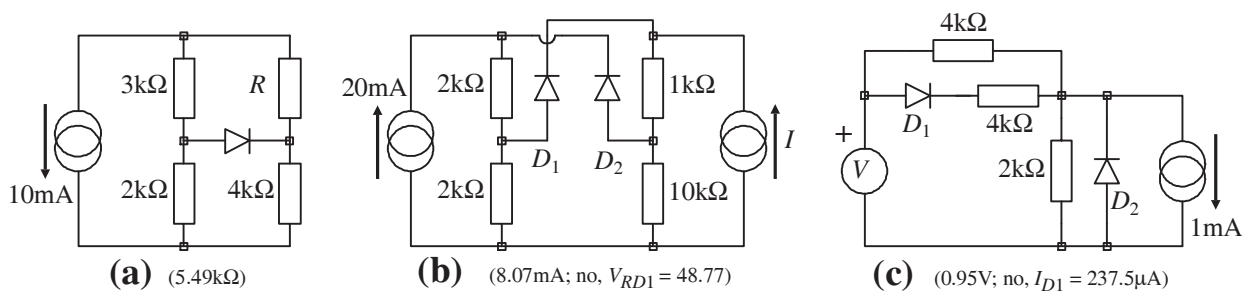 3kΩ
R
10mA
2kΩ
4kΩ
(a) (5.49kΩ)
20mA
2kΩ
1kΩ
I
D1
D2
2kΩ
10kΩ
(b) (8.07mA; no, VRD1 = 48.77)
4kΩ
D1
4kΩ
+
V
2kΩ
D2
1mA
(c) (0.95V; no, ID1 = 237.5μA)